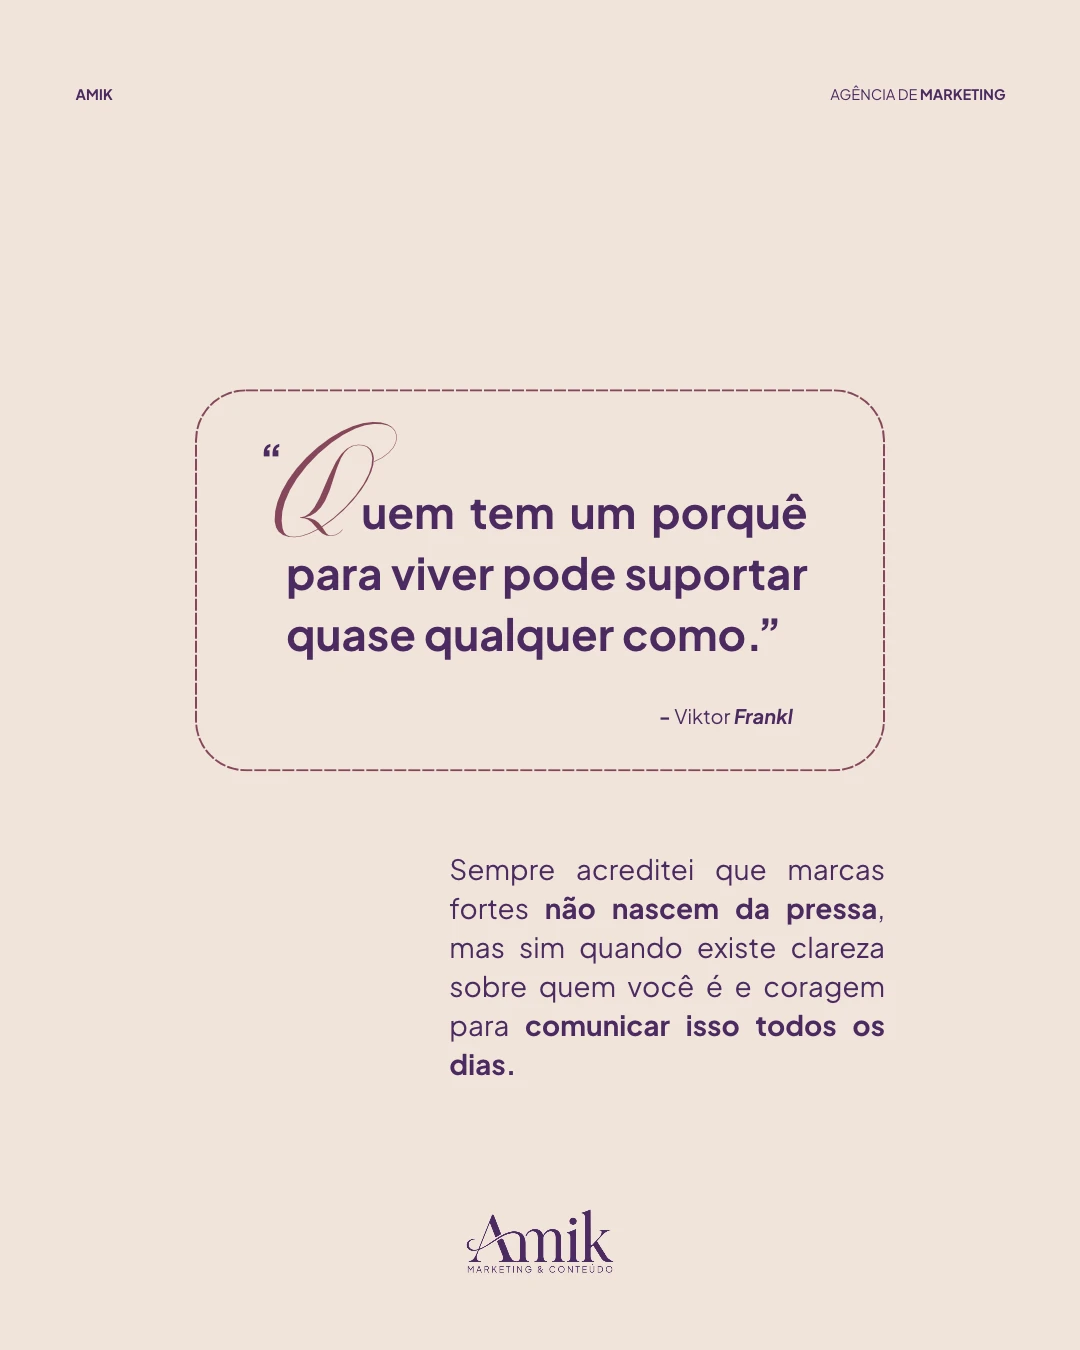 AMIK
AGÊNCIA DE MARKETING
“Quem tem um porquê
para viver pode suportar
quase qualquer como.”
– Viktor Frankl
Sempre acreditei que marcas
fortes não nascem da pressa,
mas sim quando existe clareza
sobre quem você é e coragem
para comunicar isso todos os
dias.
Amik
MARKETING & CONTEÚDO